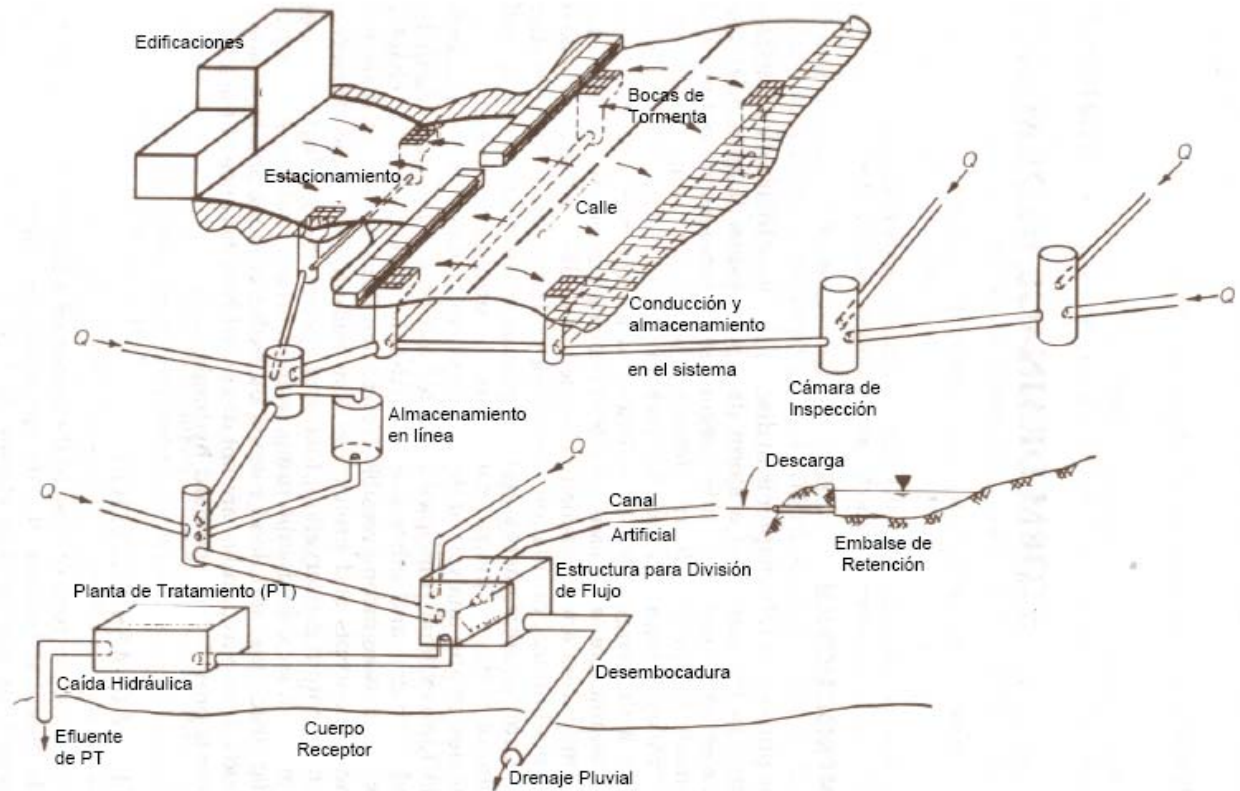 Edificaciones
Bocas de
Tormenta
Estacionamiento
Calle
Q
Q
Q
Conducción y
almacenamiento
en el sistema
Cámara de
Inspección
Q
Almacenamiento
en línea
Q
Q
Descarga
Canal
Artificial
Embalse de
Retención
Estructura para División
de Flujo
Planta de Tratamiento (PT)
Caída Hidráulica
Desembocadura
Efluente
de PT
Cuerpo
Receptor
Drenaje Pluvial